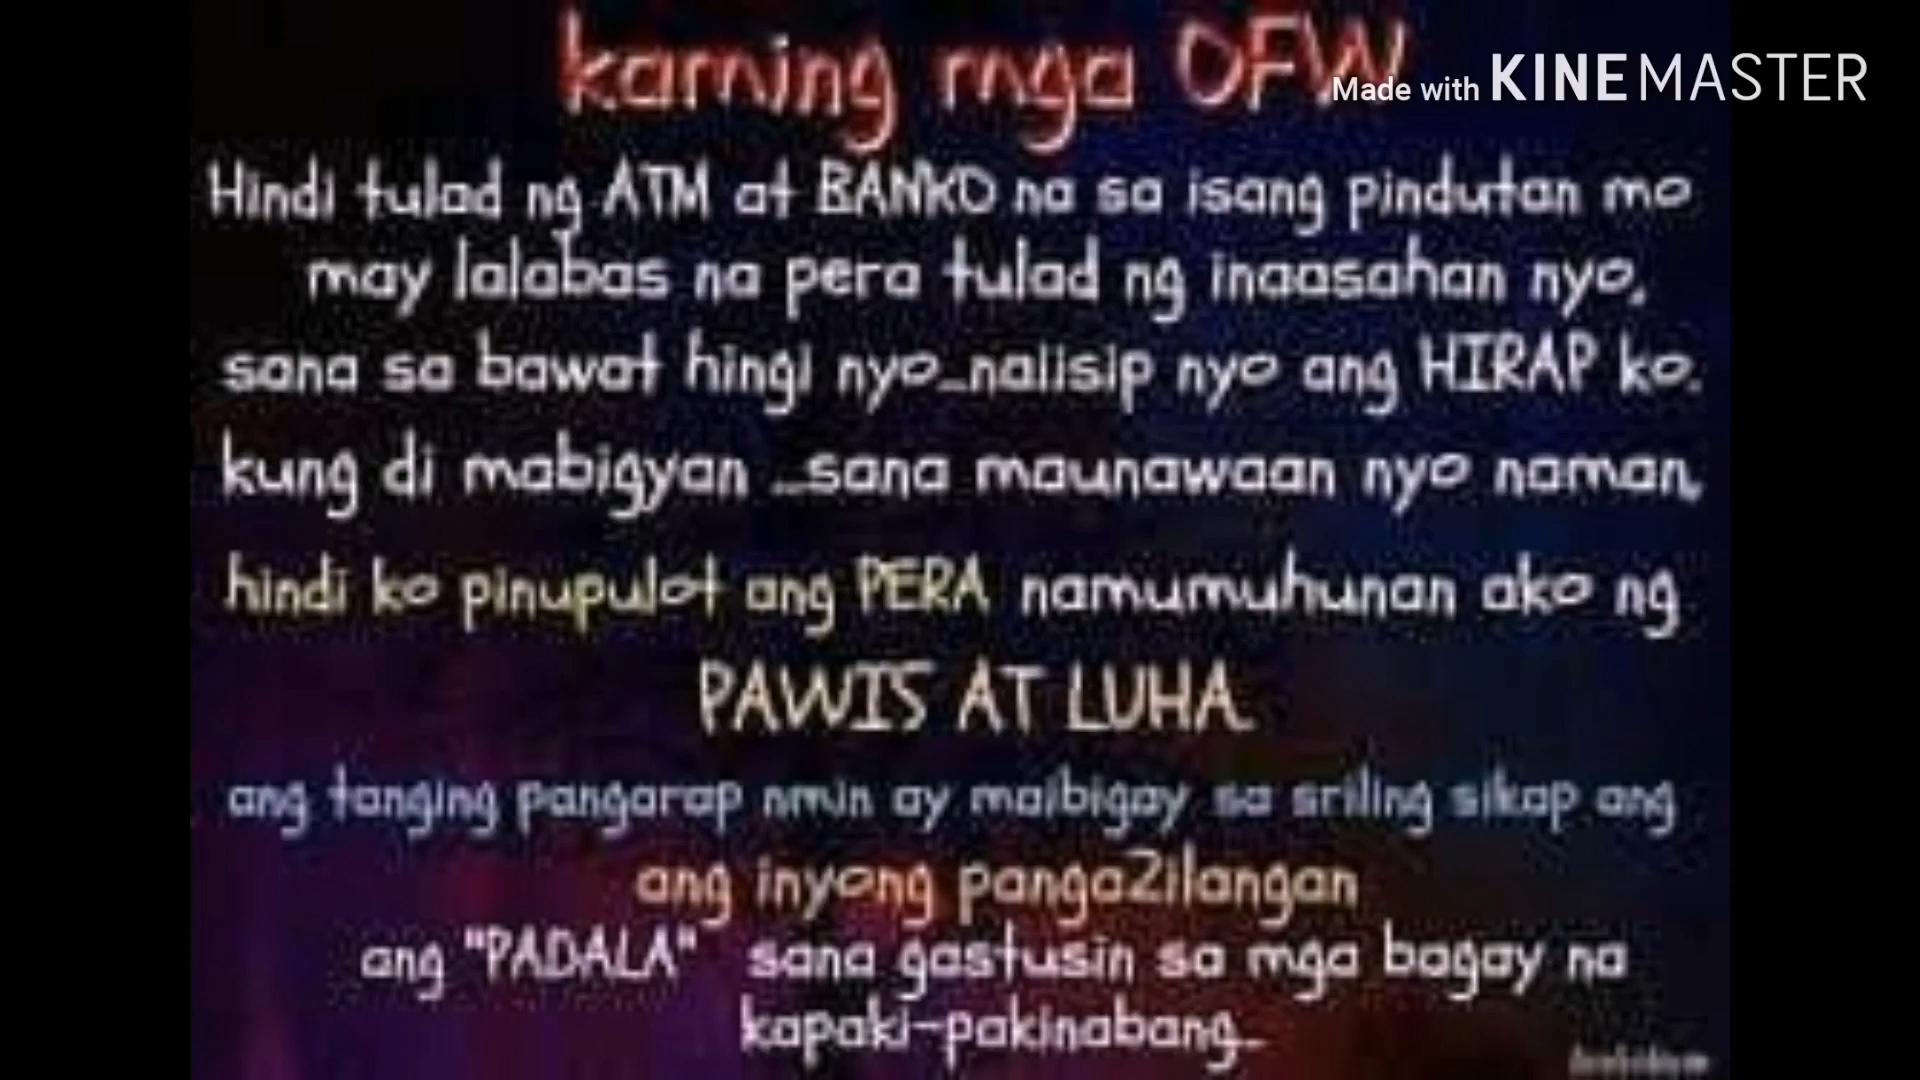 kaming mga OFW
Made with KINEMASTER
Hindi tulad ng ATM at BANKO na sa isang pindutan mo
may lalabas na pera tulad ng inaasahan nyo,
sana sa bawat hingi nyo...naiisip nyo ang HIRAP ko.
kung di mabigyan ...sana maunawaan nyo naman,
hindi ko pinupulot ang PERA namumuhunan ako ng
PAWIS AT LUHA.
ang tanging pangarap nmin ay maibigay sa sriling sikap ang
ang inyong pangaZilangan
ang "PADALA" sana gastusin sa mga bagay na
kapaki-pakinabang..